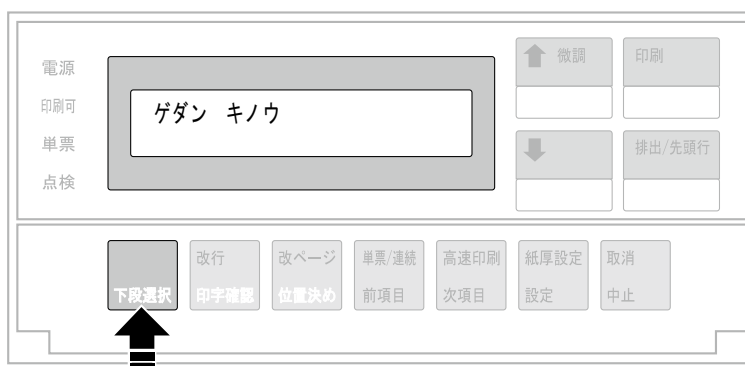 電源
印刷可
単票
点検
ゲダン キノウ
微調
印刷
排出/先頭行
下段選択
改行
印字確認
改ページ
位置決め
単票/連続
前項目
高速印刷
次項目
紙厚設定
設定
取消
中止